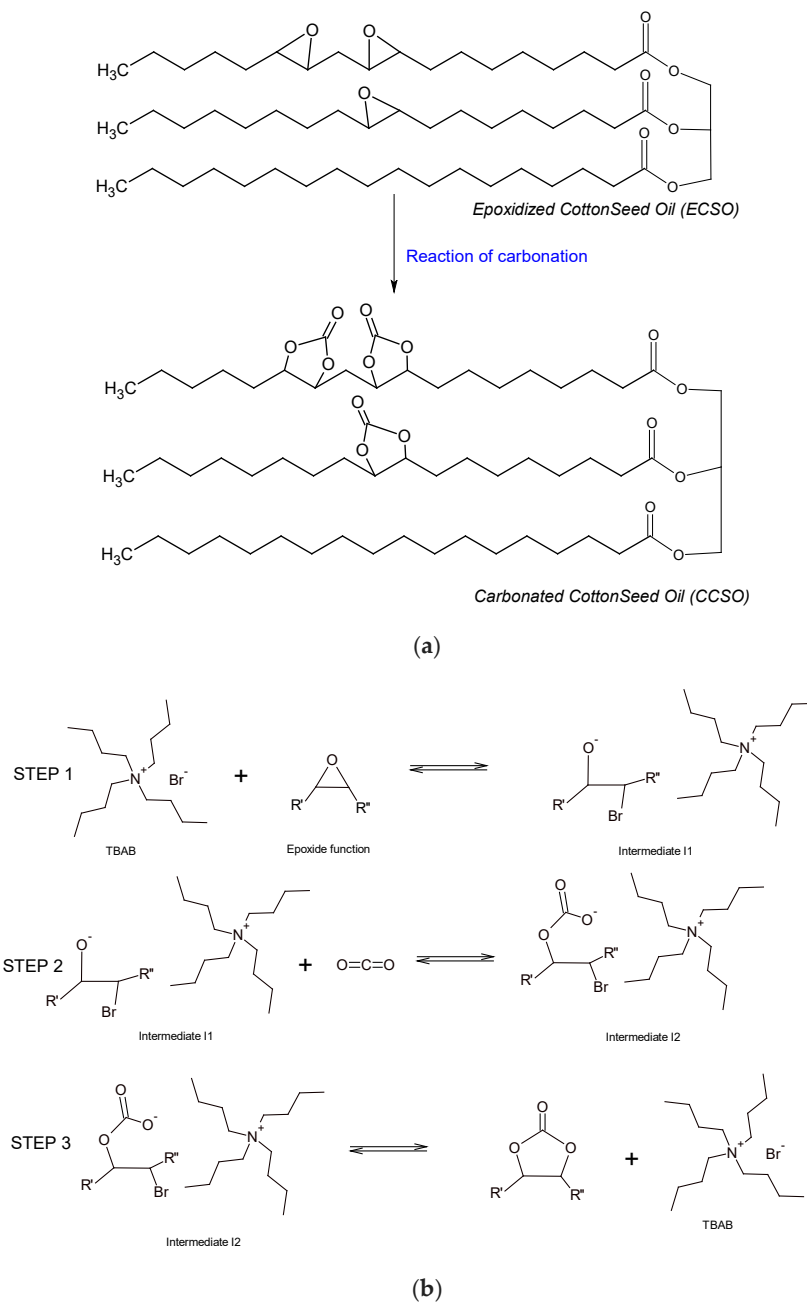 O O O
H₃C O
O O
H₃C O
O
H₃C O
Epoxidized CottonSeed Oil (ECSO)
Reaction of carbonation
O O
O O O O O
H₃C O O
O
O O O
H₃C O
O
H₃C O
Carbonated CottonSeed Oil (CCSO)
(a)
STEP 1 N⁺ Br⁻ + O R' R" O⁻ R' R" Br N⁺
TBAB Epoxide function Intermediate I1
STEP 2 O⁻ R' R" Br N⁺ + O=C=O O O⁻ O R' R" Br N⁺
Intermediate I1 Intermediate I2
STEP 3 O O⁻ O R' R" Br N⁺ O O O R' R" + N⁺ Br⁻
Intermediate I2 TBAB
(b)